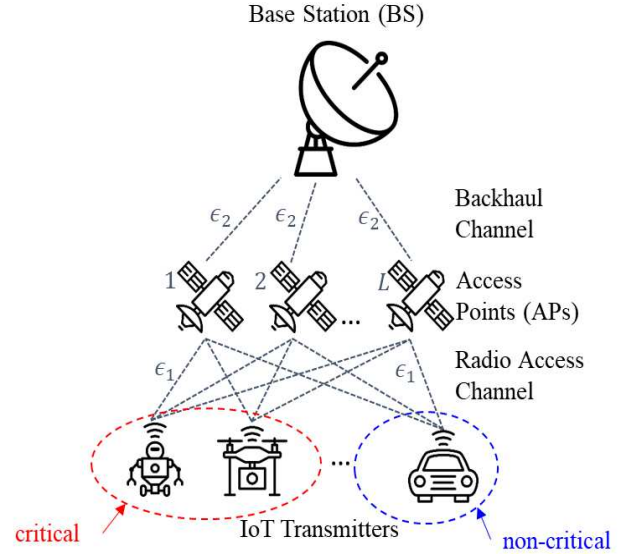 Base Station (BS)
ϵ₂ ϵ₂ ϵ₂
Backhaul
Channel
1 2 L
...
Access
Points (APs)
ϵ₁ ϵ₁
Radio Access
Channel
...
critical
IoT Transmitters
non-critical